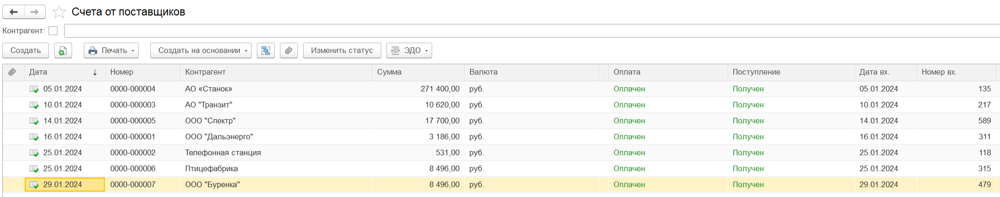 Счета от поставщиков
Контрагент:
Создать Печать Создать на основании Изменить статус ЭДО
Дата Номер Контрагент Сумма Валюта Оплата Поступление Дата вх. Номер вх.
05.01.2024 0000-000004 АО «Станок» 271 400,00 руб. Оплачен Получен 05.01.2024 135
10.01.2024 0000-000003 АО "Транзит" 10 620,00 руб. Оплачен Получен 10.01.2024 217
14.01.2024 0000-000005 ООО "Спектр" 17 700,00 руб. Оплачен Получен 14.01.2024 589
16.01.2024 0000-000001 ООО "Дальэнерго" 3 186,00 руб. Оплачен Получен 16.01.2024 311
25.01.2024 0000-000002 Телефонная станция 531,00 руб. Оплачен Получен 25.01.2024 118
25.01.2024 0000-000006 Птицефабрика 8 496,00 руб. Оплачен Получен 25.01.2024 315
29.01.2024 0000-000007 ООО "Буренка" 8 496,00 руб. Оплачен Получен 29.01.2024 479